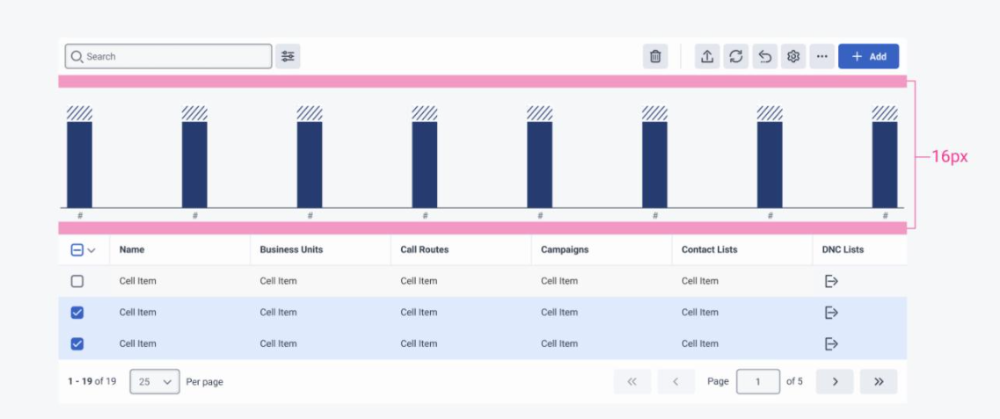 Search
+ Add
16px
# # # # # # # #
Name Business Units Call Routes Campaigns Contact Lists DNC Lists
Cell Item Cell Item Cell Item Cell Item Cell Item
Cell Item Cell Item Cell Item Cell Item Cell Item
Cell Item Cell Item Cell Item Cell Item Cell Item
1 - 19 of 19 25 Per page Page 1 of 5